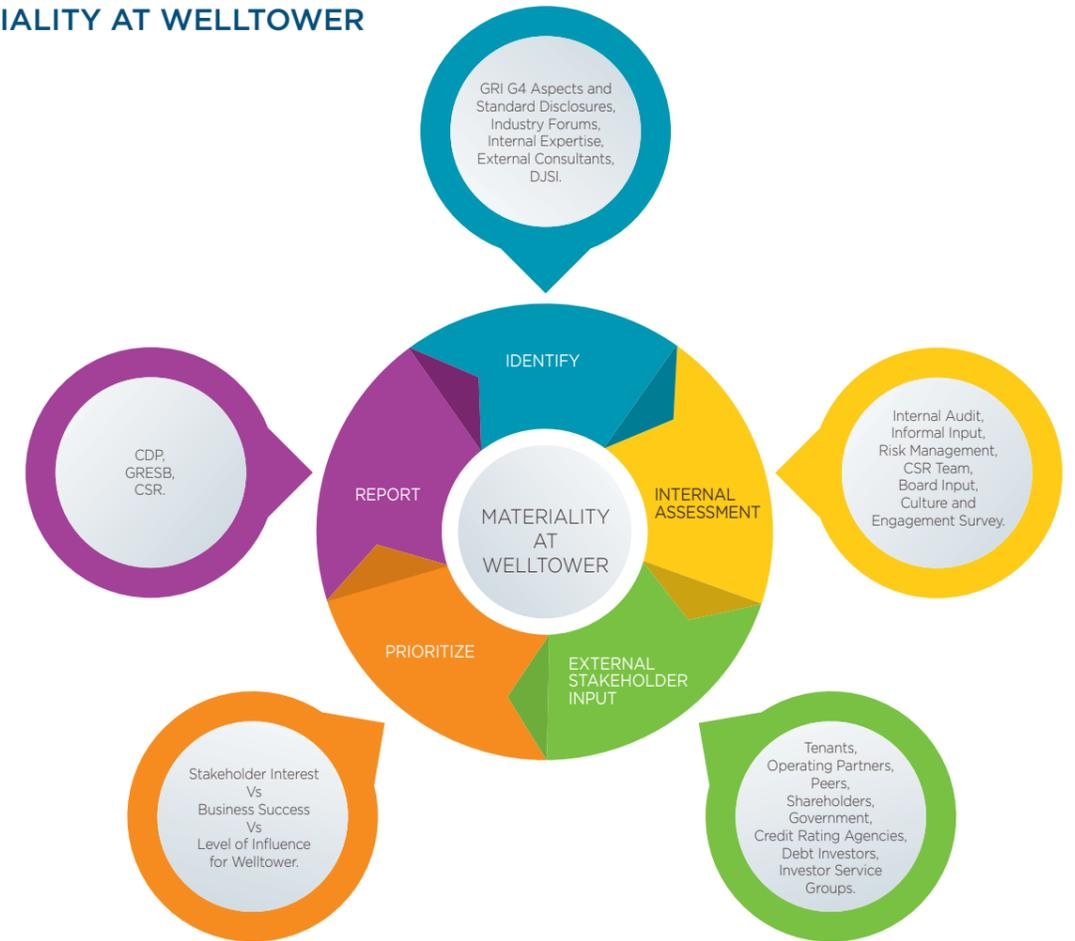 IALITY AT WELLTOWER
GRI G4 Aspects and
Standard Disclosures,
Industry Forums,
Internal Expertise,
External Consultants,
DJSI.
IDENTIFY
CDP,
GRESB,
CSR.
REPORT
MATERIALITY
AT
WELLTOWER
INTERNAL
ASSESSMENT
Internal Audit,
Informal Input,
Risk Management,
CSR Team,
Board Input,
Culture and
Engagement Survey.
PRIORITIZE
EXTERNAL
STAKEHOLDER
INPUT
Stakeholder Interest
Vs
Business Success
Vs
Level of Influence
for Welltower.
Tenants,
Operating Partners,
Peers,
Shareholders,
Government,
Credit Rating Agencies,
Debt Investors,
Investor Service
Groups.